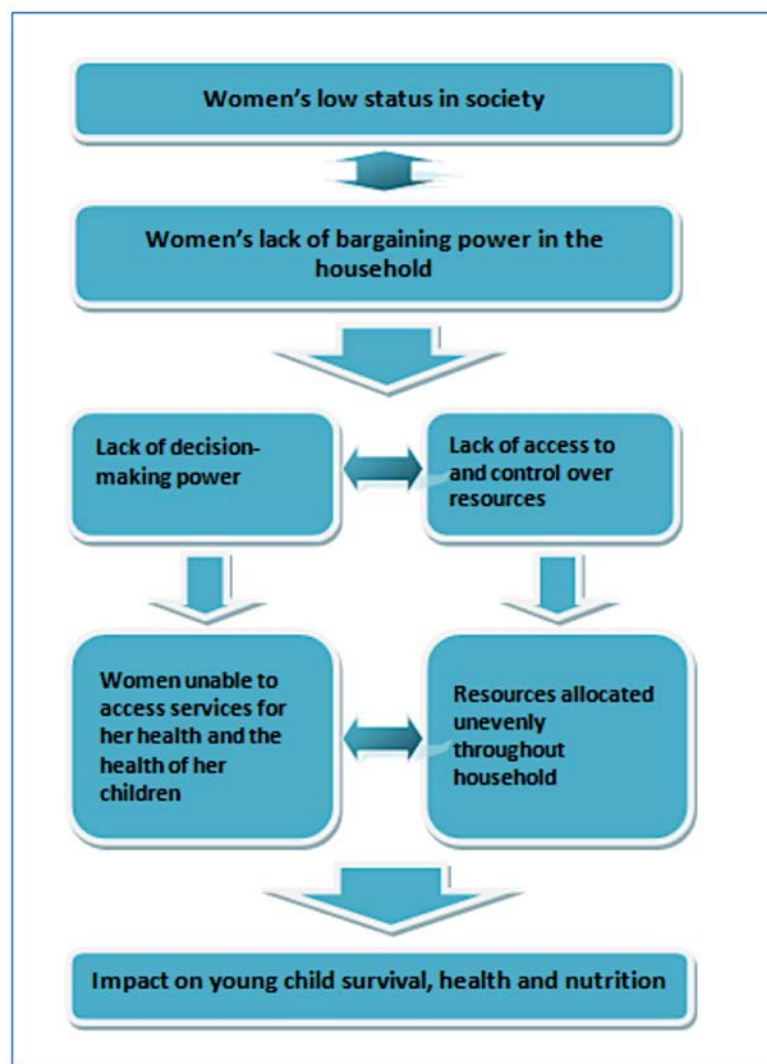 Women's low status in society
Women's lack of bargaining power in the
household
Lack of decision-
making power
Lack of access to
and control over
resources
Women unable to
access services for
her health and the
health of her
children
Resources allocated
unevenly
throughout
household
Impact on young child survival, health and nutrition